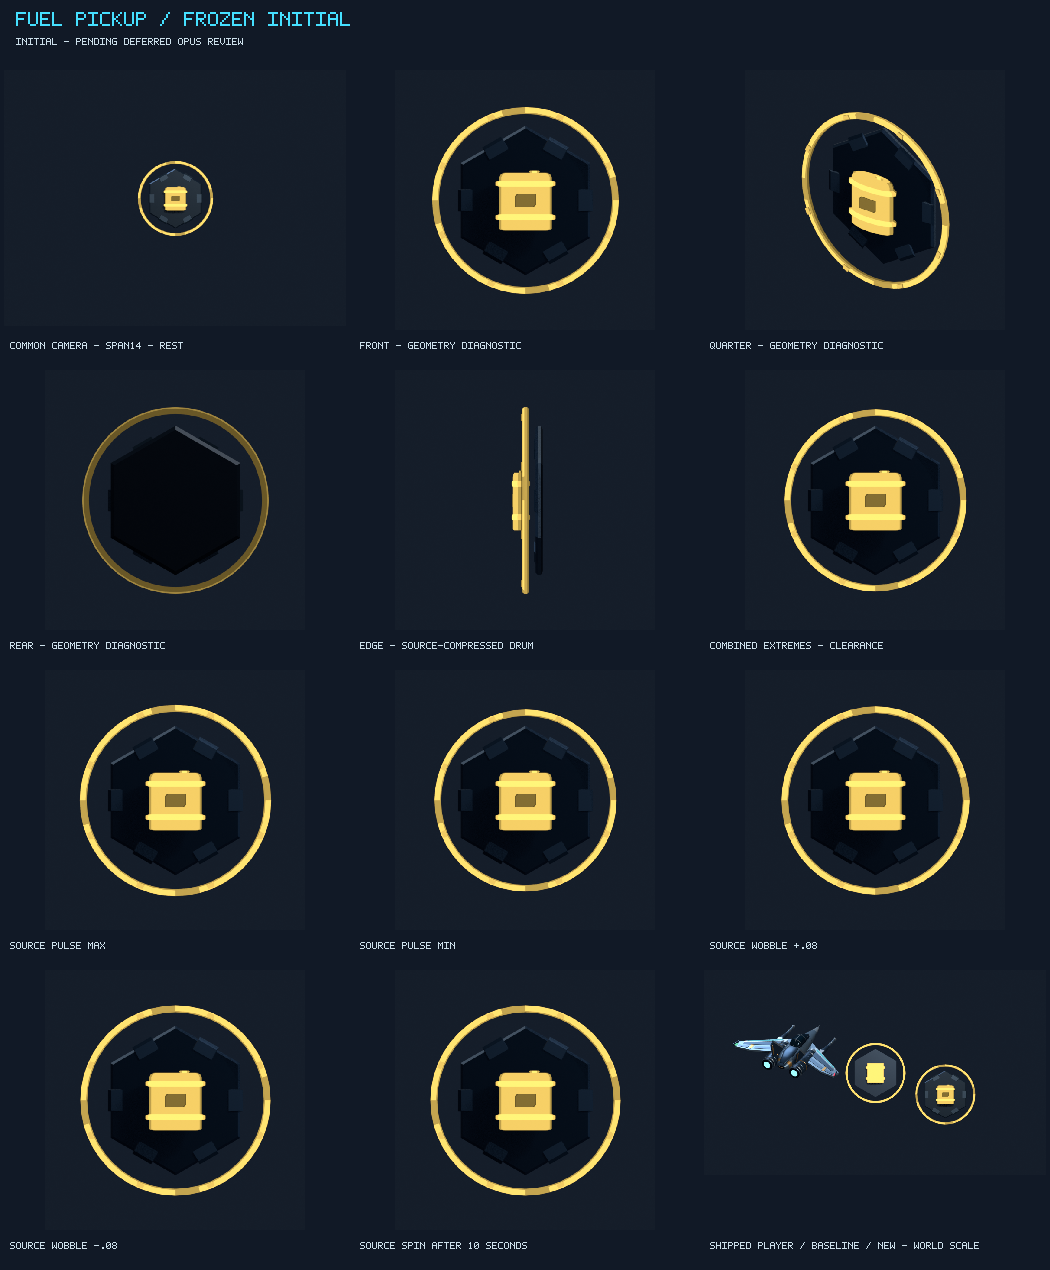 FUEL PICKUP / FROZEN INITIAL
INITIAL - PENDING DEFERRED OPUS REVIEW
COMMON CAMERA - SPAN14 - REST
FRONT - GEOMETRY DIAGNOSTIC
QUARTER - GEOMETRY DIAGNOSTIC
REAR - GEOMETRY DIAGNOSTIC
EDGE - SOURCE-COMPRESSED DRUM
COMBINED EXTREMES - CLEARANCE
SOURCE PULSE MAX
SOURCE PULSE MIN
SOURCE WOBBLE +.08
SOURCE WOBBLE -.08
SOURCE SPIN AFTER 10 SECONDS
SHIPPED PLAYER / BASELINE / NEW - WORLD SCALE